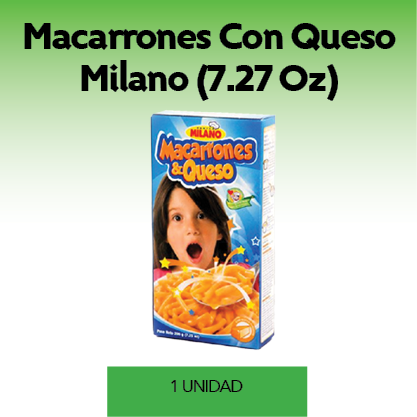 Macarrones Con Queso
Milano (7.27 Oz)
MILANO
Macarrones
& Queso
1 UNIDAD